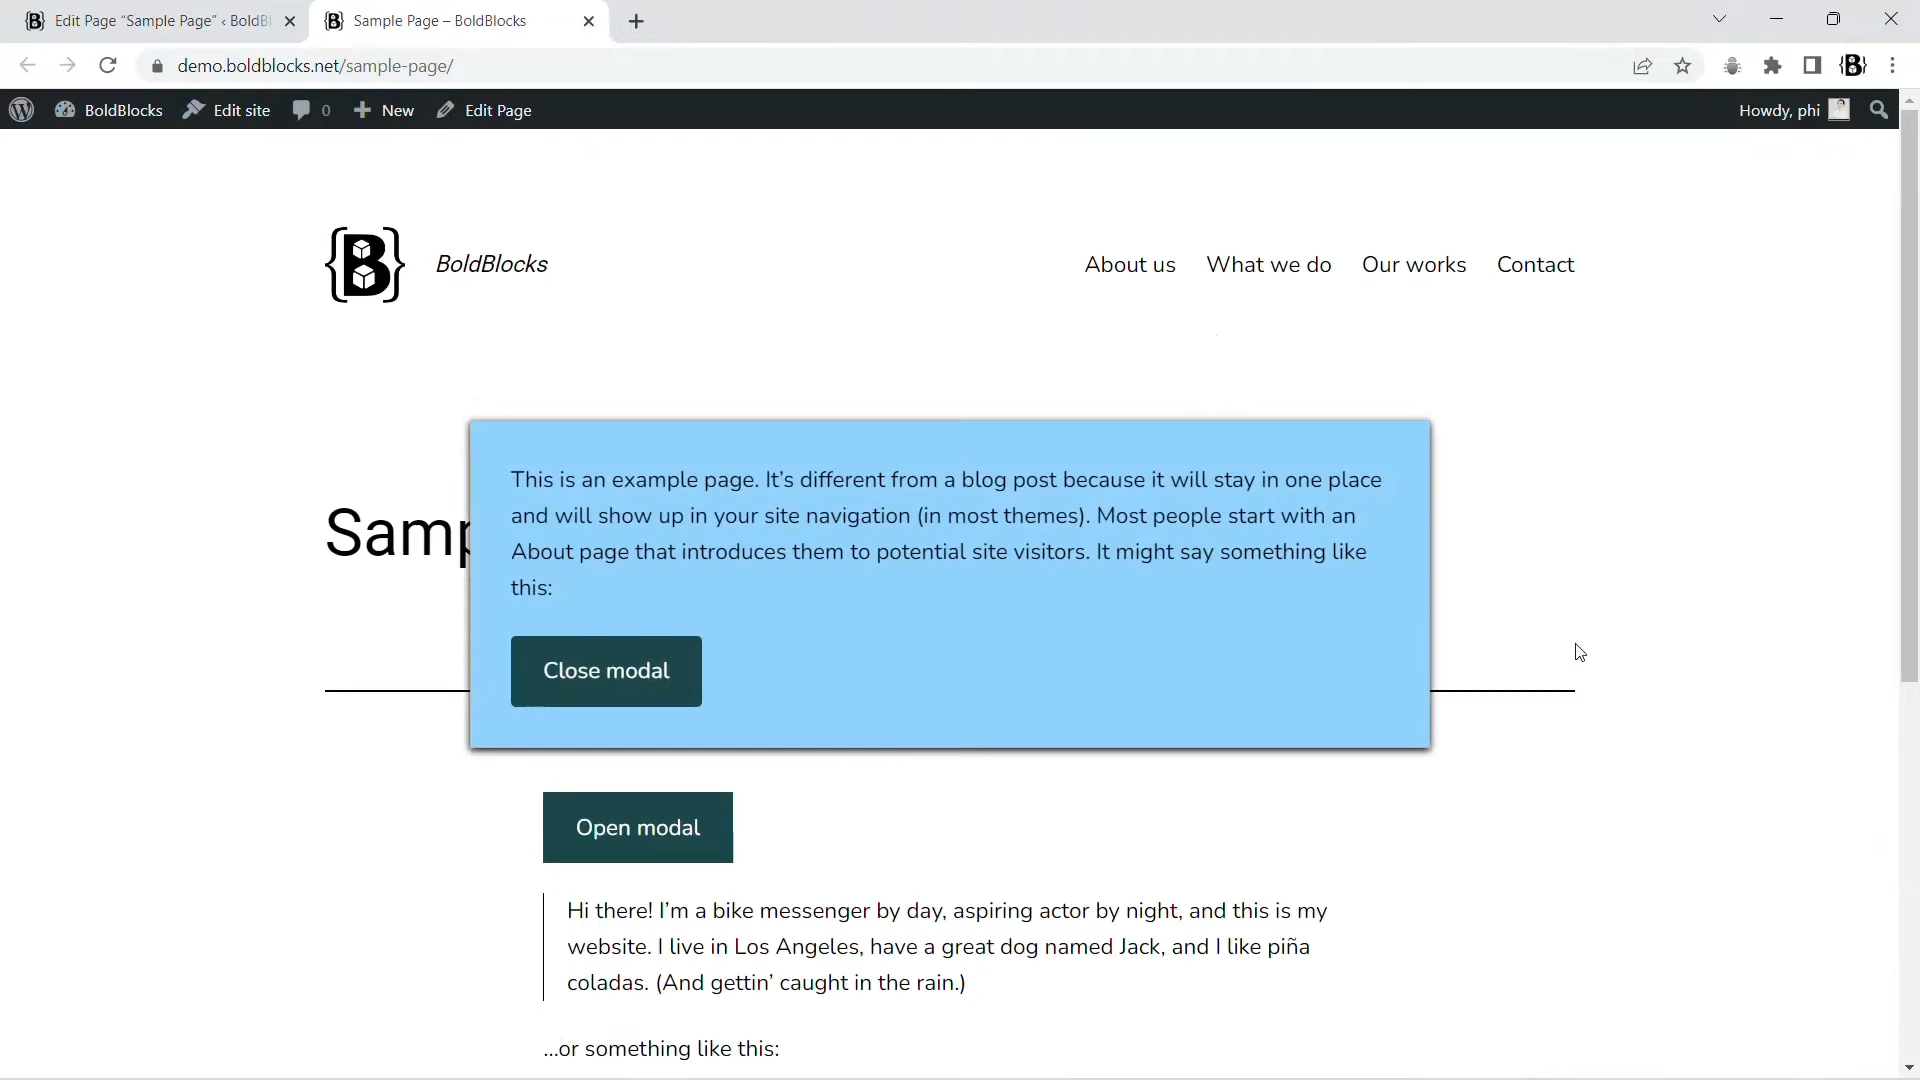 Edit Page “Sample Page” ‹ BoldBl
Sample Page – BoldBlocks
demo.boldblocks.net/sample-page/
{B}
BoldBlocks
Edit site
0
New
Edit Page
Howdy, phi
{B}
BoldBlocks
About us
What we do
Our works
Contact
Samp
This is an example page. It’s different from a blog post because it will stay in one place
and will show up in your site navigation (in most themes). Most people start with an
About page that introduces them to potential site visitors. It might say something like
this:
Close modal
Open modal
Hi there! I’m a bike messenger by day, aspiring actor by night, and this is my
website. I live in Los Angeles, have a great dog named Jack, and I like piña
coladas. (And gettin’ caught in the rain.)
…or something like this: